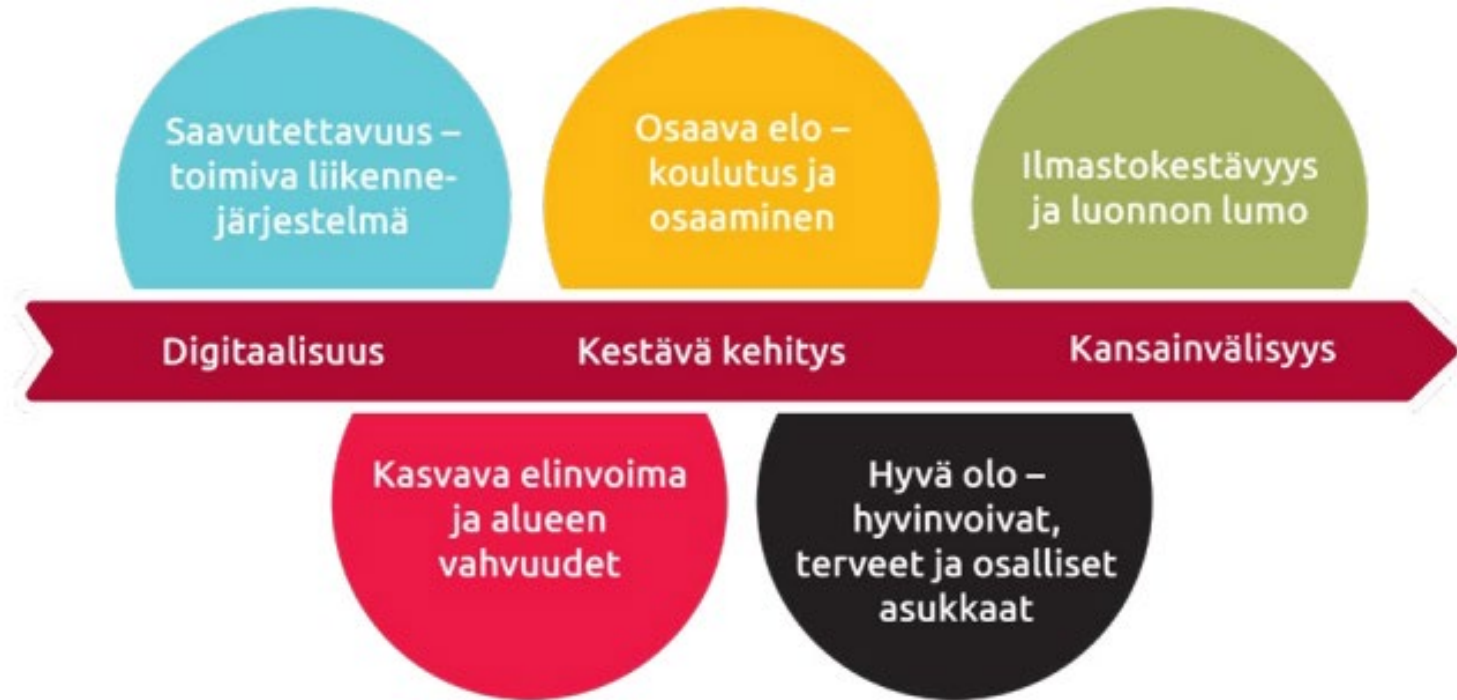 Saavutettavuus –
toimiva liikenne-
järjestelmä
Osaava elo –
koulutus ja
osaaminen
Ilmastokestävyys
ja luonnon lumo
Digitaalisuus
Kestävä kehitys
Kansainvälisyys
Kasvava elinvoima
ja alueen
vahvuudet
Hyvä olo –
hyvinvoivat,
terveet ja osalliset
asukkaat